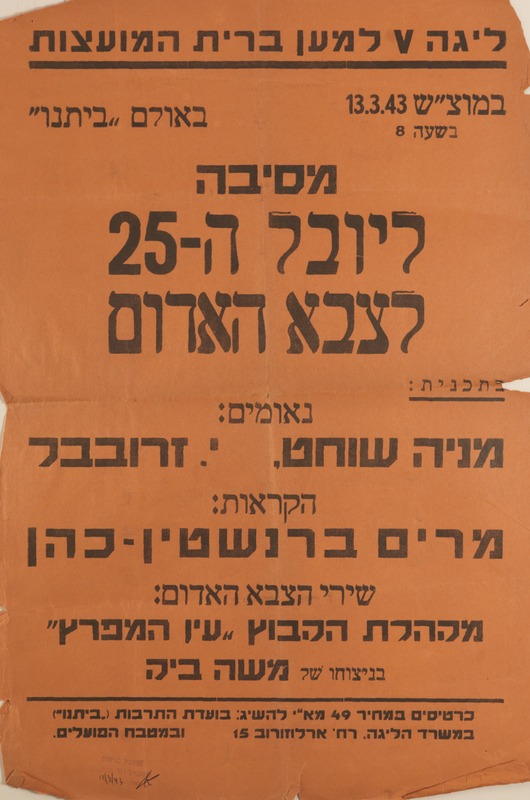 ליגה V למען ברית המועצות
במוצ״ש 13.3.43 באולם „ביתנו”
בשעה 8
מסיבה
ליובל ה-25
לצבא האדום
בתכנית:
נאומים:
מניה שוחט, י. זרובבל
הקראות:
מרים ברנשטין-כהן
שירי הצבא האדום:
מקהלת הקבוץ „עין המפרץ”
בניצוחו של משה ביק
כרטיסים במחיר 49 מא״י להשיג: בועדת התרבות („ביתנו”)
במשרד הליגה, רח׳ ארלוזורוב 15 ובמטבח הפועלים.